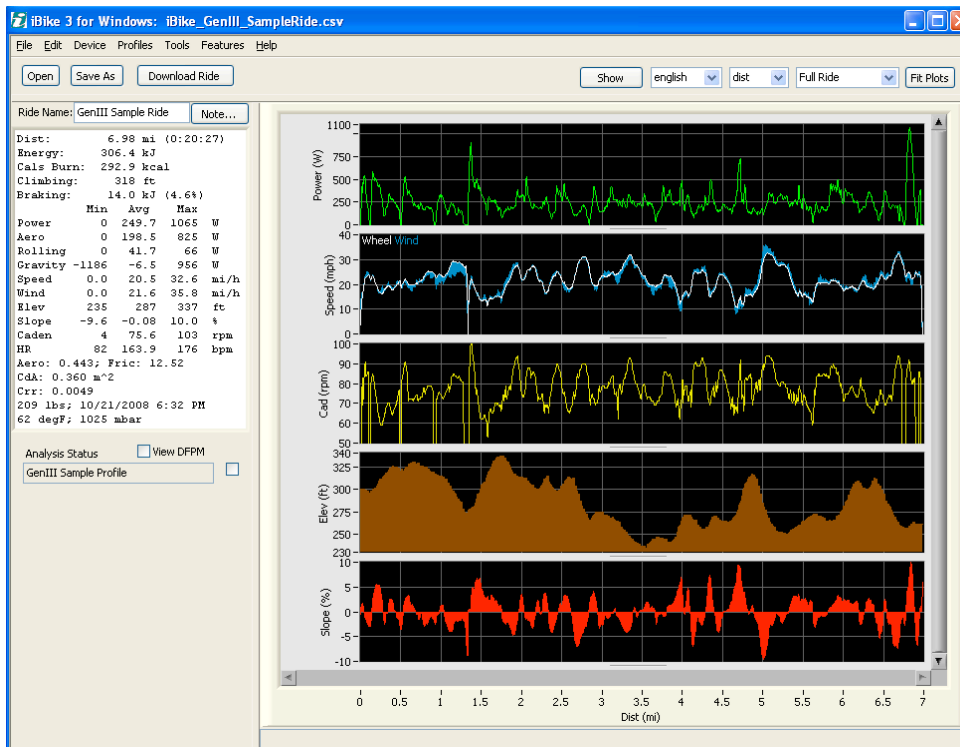 iBike 3 for Windows: iBike_GenIII_SampleRide.csv
File Edit Device Profiles Tools Features Help
Open Save As Download Ride Show english dist Full Ride Fit Plots
Ride Name: GenIII Sample Ride Note...
Dist: 6.98 mi (0:20:27)
Energy: 306.4 kJ
Cals Burn: 292.9 kcal
Climbing: 318 ft
Braking: 14.0 kJ (4.6%)
Min Avg Max
Power 0 249.7 1065 W
Aero 0 198.5 825 W
Rolling 0 41.7 66 W
Gravity -1186 -6.5 956 W
Speed 0.0 20.5 32.6 mi/h
Wind 0.0 21.6 35.8 mi/h
Elev 235 287 337 ft
Slope -9.6 -0.08 10.0 %
Caden 4 75.6 103 rpm
HR 82 163.9 176 bpm
Aero: 0.443; Fric: 12.52
CdA: 0.360 m^2
Crr: 0.0049
209 lbs; 10/21/2008 6:32 PM
62 degF; 1025 mbar
Analysis Status View DFPM
GenIII Sample Profile
Power (W)
1100
750
500
250
0
Wheel Wind
Speed (mph)
40
30
20
10
0
Cad (rpm)
100
90
80
70
60
50
Elev (ft)
340
325
300
275
250
230
Slope (%)
10
5
0
-5
-10
0 0.5 1 1.5 2 2.5 3 3.5 4 4.5 5 5.5 6 6.5 7
Dist (mi)